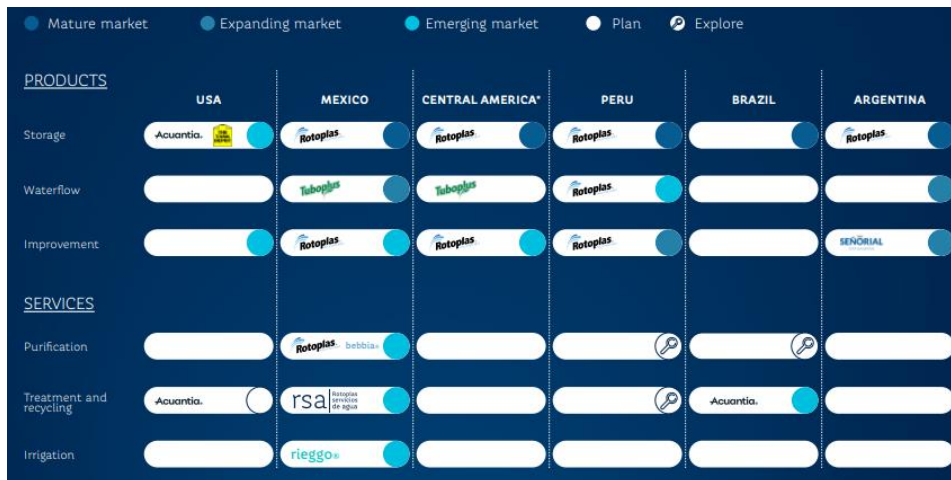 Mature market Expanding market Emerging market Plan Explore
PRODUCTS
USA MEXICO CENTRAL AMERICA* PERU BRAZIL ARGENTINA
Storage Acuantia. Rotoplas Rotoplas Rotoplas Rotoplas
Waterflow Tuboplus Tuboplus Rotoplas
Improvement Rotoplas Rotoplas Rotoplas SEÑORIAL
SERVICES
Purification Rotoplas bebbia
Treatment and
recycling Acuantia. rsa Rotoplas servicios de agua Acuantia.
Irrigation rieggo